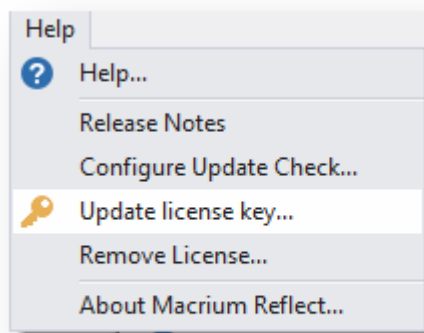 Help
Help...
Release Notes
Configure Update Check...
Update license key...
Remove License...
About Macrium Reflect...